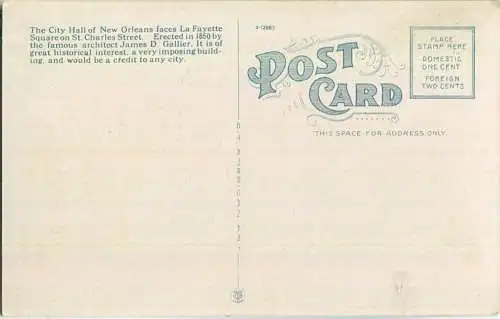 The City Hall of New Orleans faces La Fayette
Square on St. Charles Street. Erected in 1850 by
the famous architect James D. Gallier. It is of
great historical interest, a very imposing build-
ing, and would be a credit to any city.
POST
CARD
THIS SPACE FOR ADDRESS ONLY.
PLACE
STAMP HERE
DOMESTIC
ONE CENT
FOREIGN
TWO CENTS